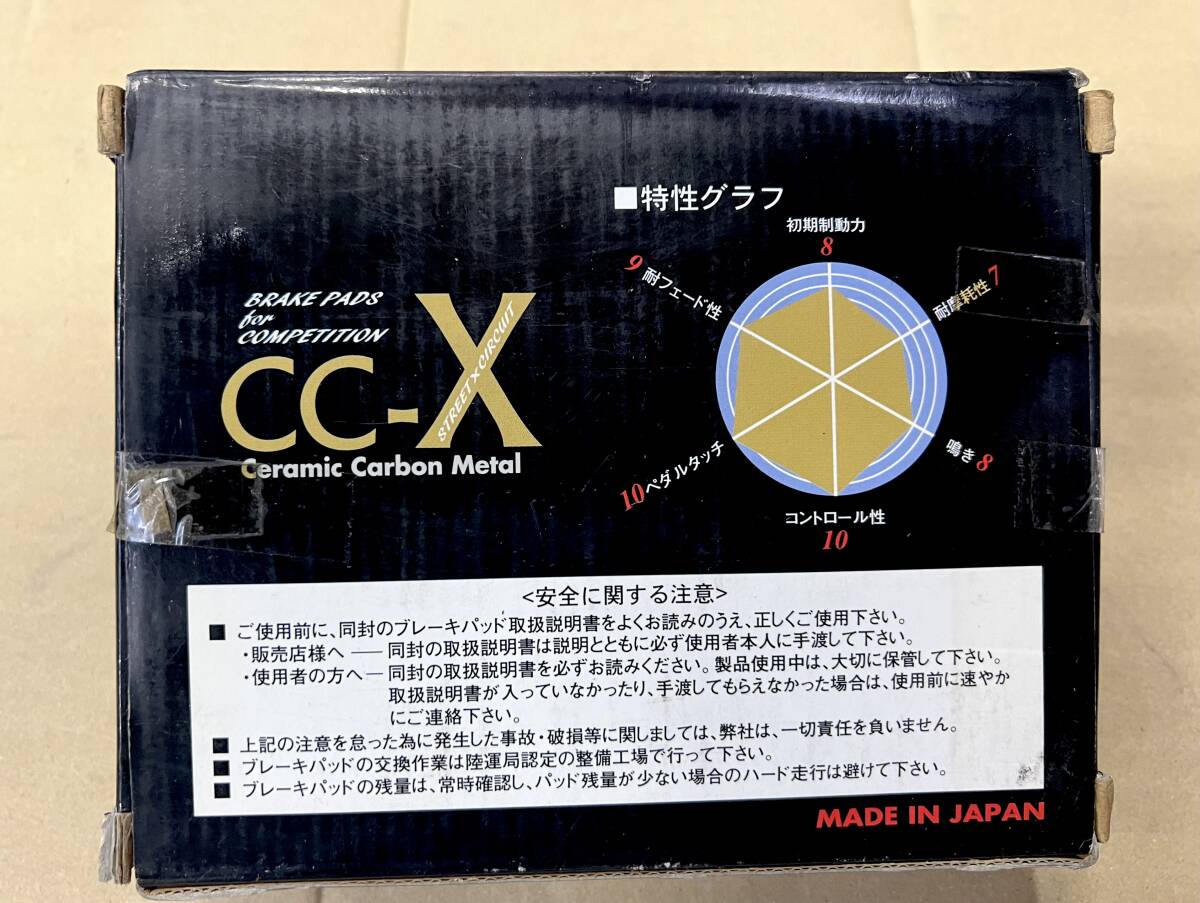 ■特性グラフ
初期制動力
8
9 耐フェード性
耐摩耗性 7
BRAKE PADS
for
COMPETITION
CC-X
STREET X CIRCUIT
Ceramic Carbon Metal
10 ペダルタッチ
鳴き 8
コントロール性
10
<安全に関する注意>
■ ご使用前に、同封のブレーキパッド取扱説明書をよくお読みのうえ、正しくご使用下さい。
・販売店様へ ── 同封の取扱説明書は説明とともに必ず使用者本人に手渡して下さい。
・使用者の方へ─ 同封の取扱説明書を必ずお読みください。製品使用中は、大切に保管して下さい。
取扱説明書が入っていなかったり、手渡してもらえなかった場合は、使用前に速やか
にご連絡下さい。
■ 上記の注意を怠った為に発生した事故・破損等に関しましては、弊社は、一切責任を負いません。
■ ブレーキパッドの交換作業は陸運局認定の整備工場で行って下さい。
■ ブレーキパッドの残量は、常時確認し、パッド残量が少ない場合のハード走行は避けて下さい。
MADE IN JAPAN